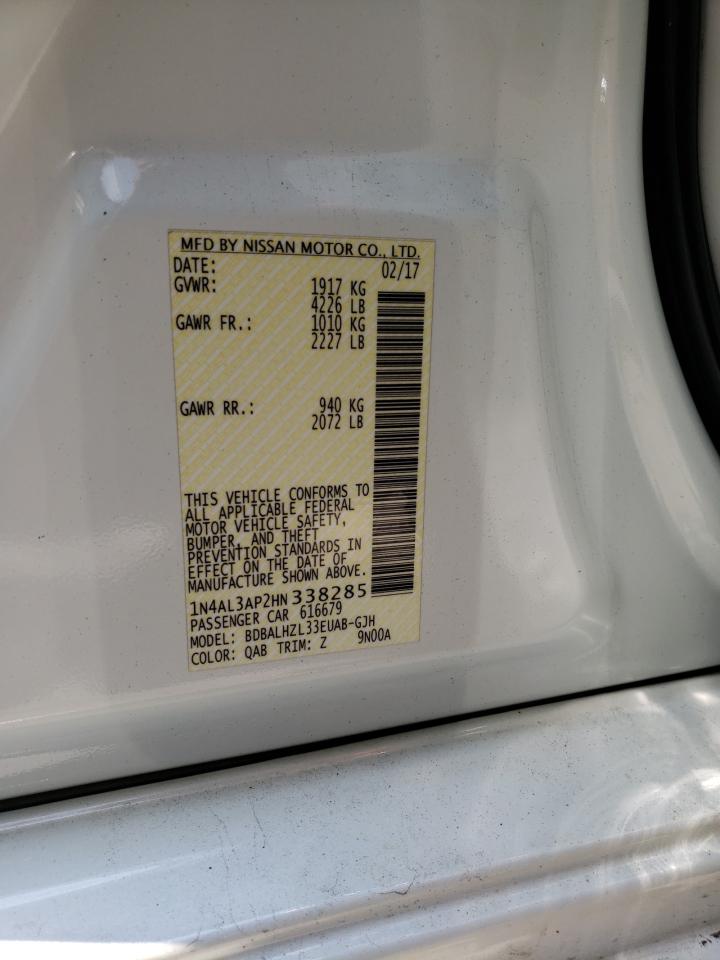 MFD BY NISSAN MOTOR CO., LTD.
DATE: 02/17
GVWR: 1917 KG
4226 LB
GAWR FR.: 1010 KG
2227 LB
GAWR RR.: 940 KG
2072 LB
THIS VEHICLE CONFORMS TO
ALL APPLICABLE FEDERAL
MOTOR VEHICLE SAFETY,
BUMPER, AND THEFT
PREVENTION STANDARDS IN
EFFECT ON THE DATE OF
MANUFACTURE SHOWN ABOVE.
1N4AL3AP2HN 338285
PASSENGER CAR 616679
MODEL: BDBALHZL33EUAB-GJH
COLOR: QAB TRIM: Z 9N00A